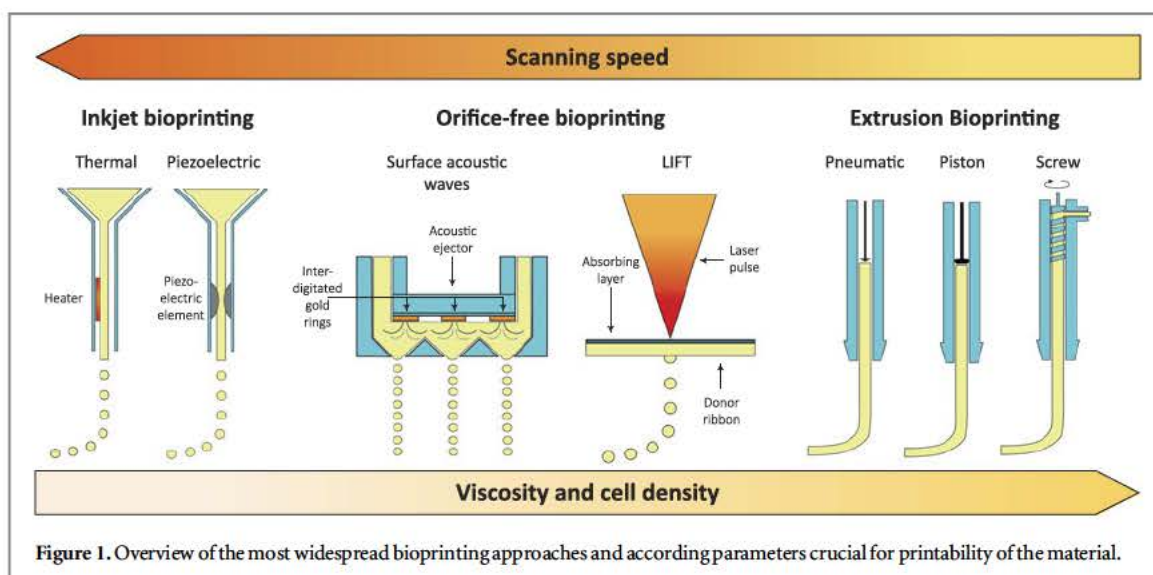 Scanning speed
Inkjet bioprinting
Orifice-free bioprinting
Extrusion Bioprinting
Thermal
Piezoelectric
Surface acoustic
waves
LIFT
Pneumatic
Piston
Screw
Heater
Piezo-
electric
element
Acoustic
ejector
Inter-
digitated
gold
rings
Absorbing
layer
Laser
pulse
Donor
ribbon
Viscosity and cell density
Figure 1. Overview of the most widespread bioprinting approaches and according parameters crucial for printability of the material.